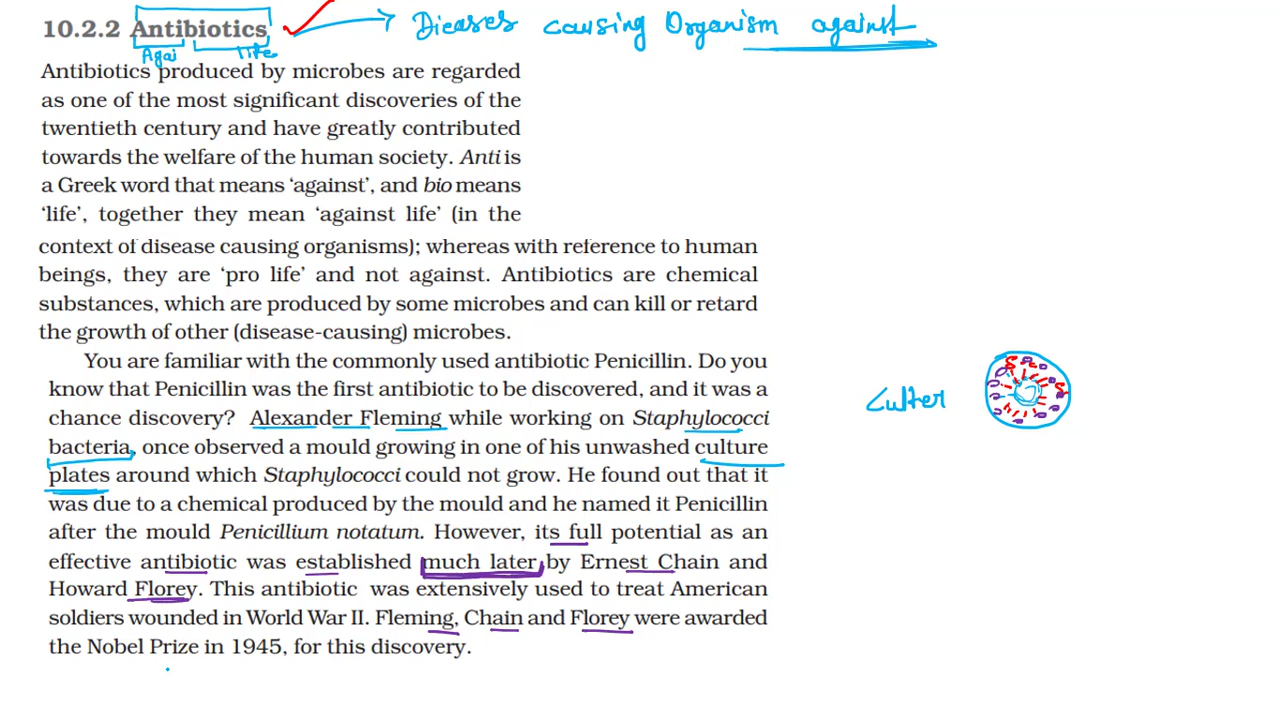 10.2.2 Antibiotics → Dieases causing Organism against
Agai life
Antibiotics produced by microbes are regarded
as one of the most significant discoveries of the
twentieth century and have greatly contributed
towards the welfare of the human society. Anti is
a Greek word that means ‘against’, and bio means
‘life’, together they mean ‘against life’ (in the
context of disease causing organisms); whereas with reference to human
beings, they are ‘pro life’ and not against. Antibiotics are chemical
substances, which are produced by some microbes and can kill or retard
the growth of other (disease-causing) microbes.
You are familiar with the commonly used antibiotic Penicillin. Do you
know that Penicillin was the first antibiotic to be discovered, and it was a
chance discovery? Alexander Fleming while working on Staphylococci
bacteria, once observed a mould growing in one of his unwashed culture
plates around which Staphylococci could not grow. He found out that it
was due to a chemical produced by the mould and he named it Penicillin
after the mould Penicillium notatum. However, its full potential as an
effective antibiotic was established much later by Ernest Chain and
Howard Florey. This antibiotic was extensively used to treat American
soldiers wounded in World War II. Fleming, Chain and Florey were awarded
the Nobel Prize in 1945, for this discovery.
Culter